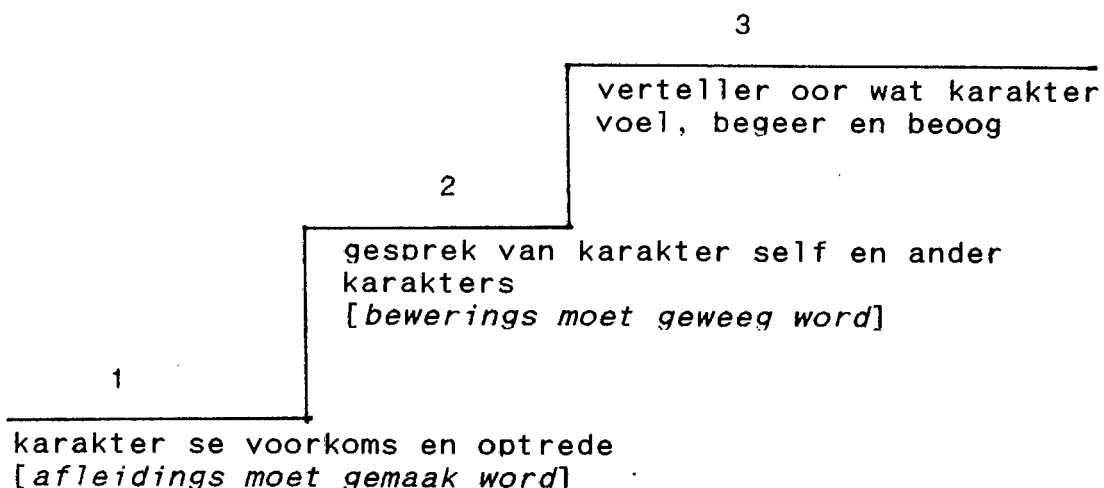 3
verteller oor wat karakter
voel, begeer en beoog
2
gesprek van karakter self en ander
karakters
[bewerings moet geweeg word]
1
karakter se voorkoms en optrede
[afleidings moet gemaak word]